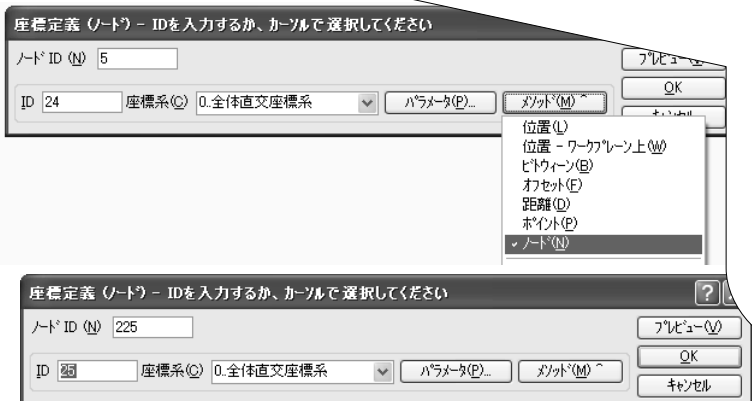 座標定義 (ﾉｰﾄﾞ) - IDを入力するか、ｶｰｿﾙで選択してください
ﾉｰﾄﾞ ID (N) 5
ﾌﾟﾚﾋﾞｭｰ(V)
OK
ID 24 座標系(C) 0..全体直交座標系 ﾊﾟﾗﾒｰﾀ(P)... ﾒｿｯﾄﾞ(M) ^
ｷｬﾝｾﾙ
位置(L)
位置 - ﾜｰｸﾌﾟﾚｰﾝ上(W)
ﾋﾞﾄｳｨｰﾝ(B)
ｵﾌｾｯﾄ(F)
距離(D)
ﾎﾟｲﾝﾄ(P)
✓ ﾉｰﾄﾞ(N)
座標定義 (ﾉｰﾄﾞ) - IDを入力するか、ｶｰｿﾙで選択してください ?
ﾉｰﾄﾞ ID (N) 225
ﾌﾟﾚﾋﾞｭｰ(V)
OK
ID 25 座標系(C) 0..全体直交座標系 ﾊﾟﾗﾒｰﾀ(P)... ﾒｿｯﾄﾞ(M) ^
ｷｬﾝｾﾙ